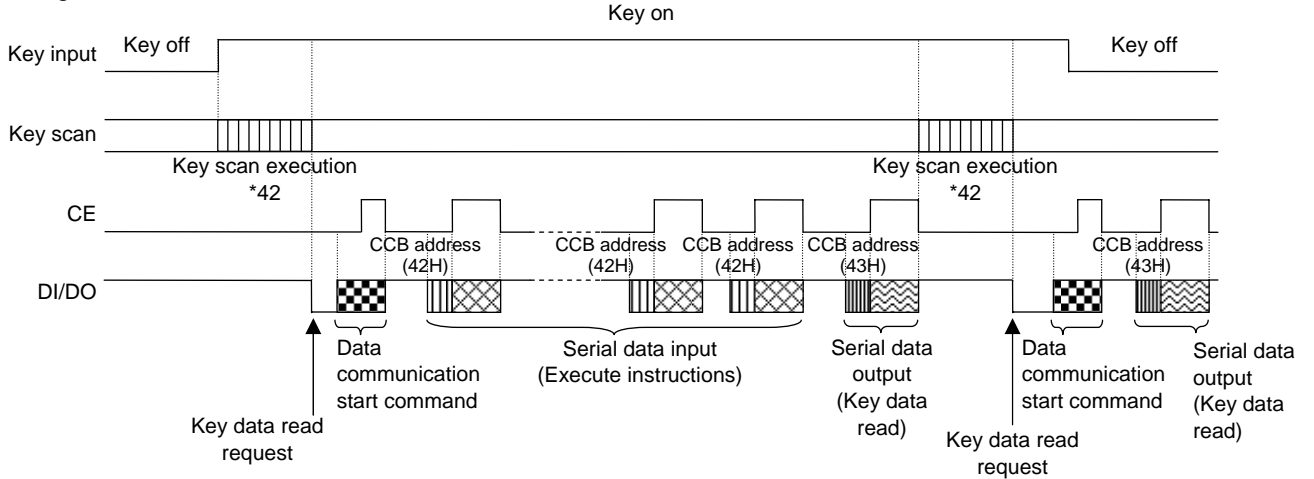 Key on
Key input
Key off
Key off
Key scan
Key scan execution
*42
Key scan execution
*42
CE
CCB address
(42H)
CCB address
(42H)
CCB address
(42H)
CCB address
(43H)
CCB address
(43H)
DI/DO
Data
communication
start command
Serial data input
(Execute instructions)
Serial data
output
(Key data
read)
Data
communication
start command
Serial data
output
(Key data
read)
Key data read
request
Key data read
request